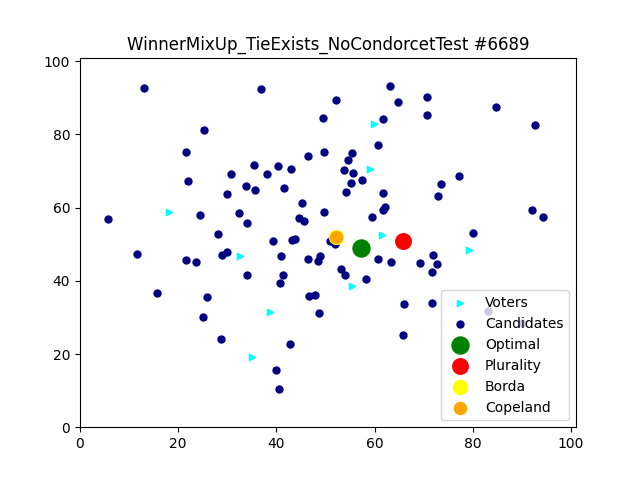 WinnerMixUp_TieExists_NoCondorcetTest #6689
100
80
60
40
20
0
0 20 40 60 80 100
Voters
Candidates
Optimal
Plurality
Borda
Copeland